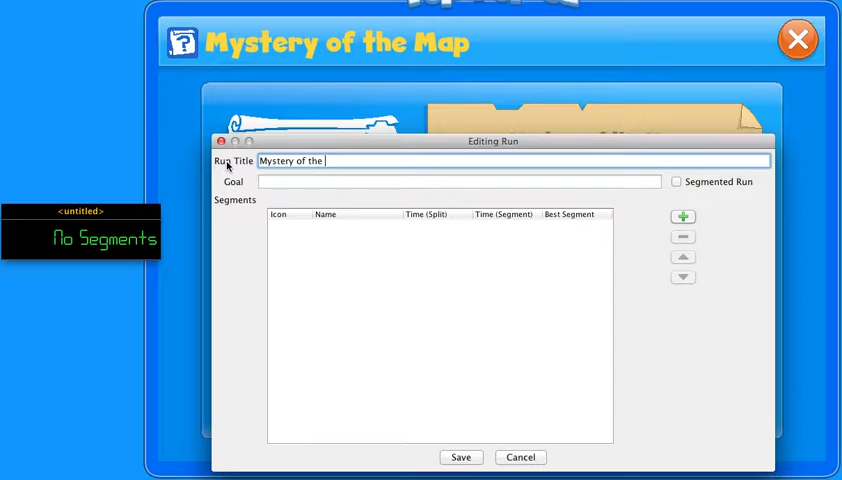 Mystery of the Map
Editing Run
Run Title Mystery of the
Goal
Segmented Run
Segments
Icon Name Time (Split) Time (Segment) Best Segment
<untitled>
No Segments
Save Cancel